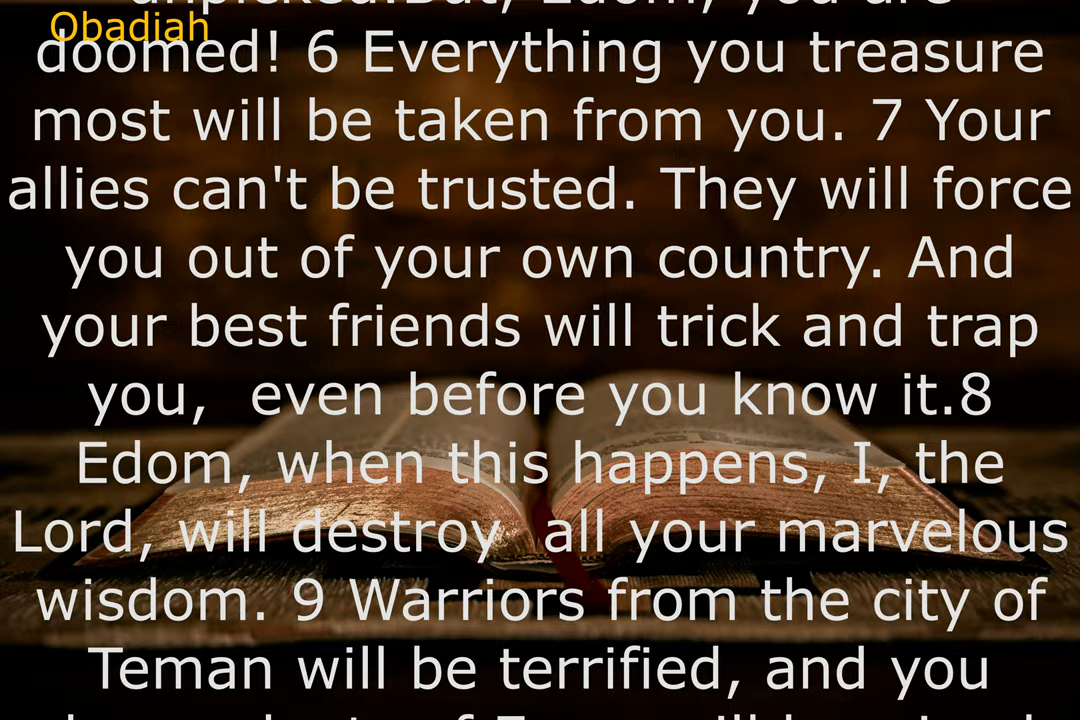 Obadiah
unpicked.But, Edom, you are
doomed! 6 Everything you treasure
most will be taken from you. 7 Your
allies can't be trusted. They will force
you out of your own country. And
your best friends will trick and trap
you,  even before you know it.8
Edom, when this happens, I, the
Lord, will destroy  all your marvelous
wisdom. 9 Warriors from the city of
Teman will be terrified, and you